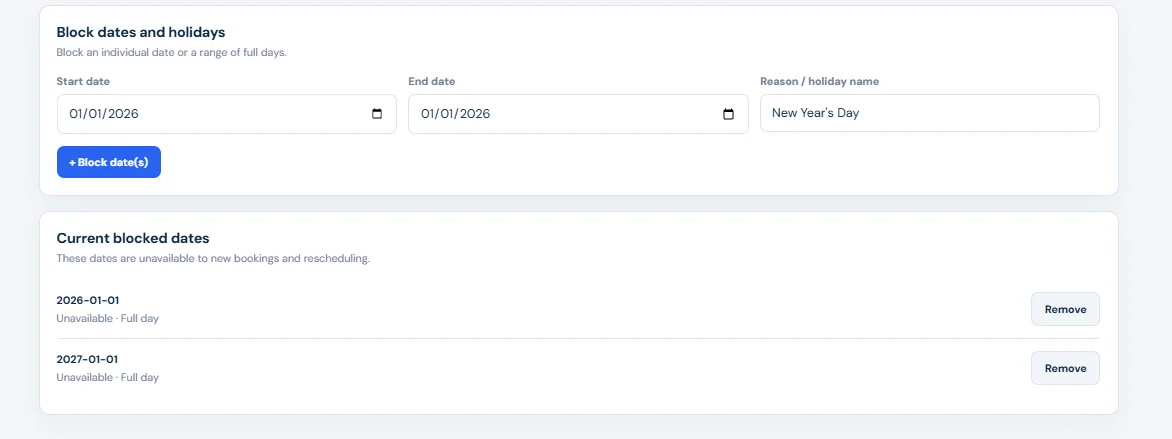 Block dates and holidays
Block an individual date or a range of full days.
Start date End date Reason / holiday name
01/01/2026 01/01/2026 New Year's Day
+ Block date(s)
Current blocked dates
These dates are unavailable to new bookings and rescheduling.
2026-01-01
Unavailable · Full day
Remove
2027-01-01
Unavailable · Full day
Remove